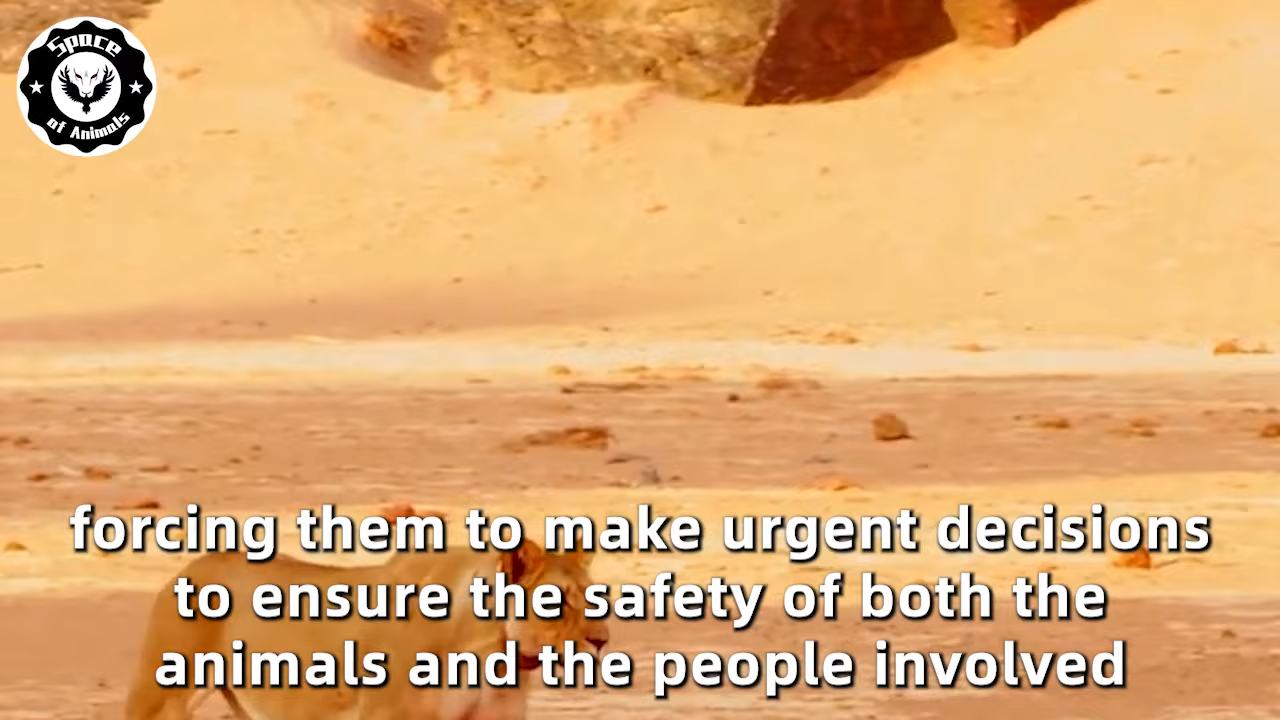 Space
of Animals
forcing them to make urgent decisions
to ensure the safety of both the
animals and the people involved